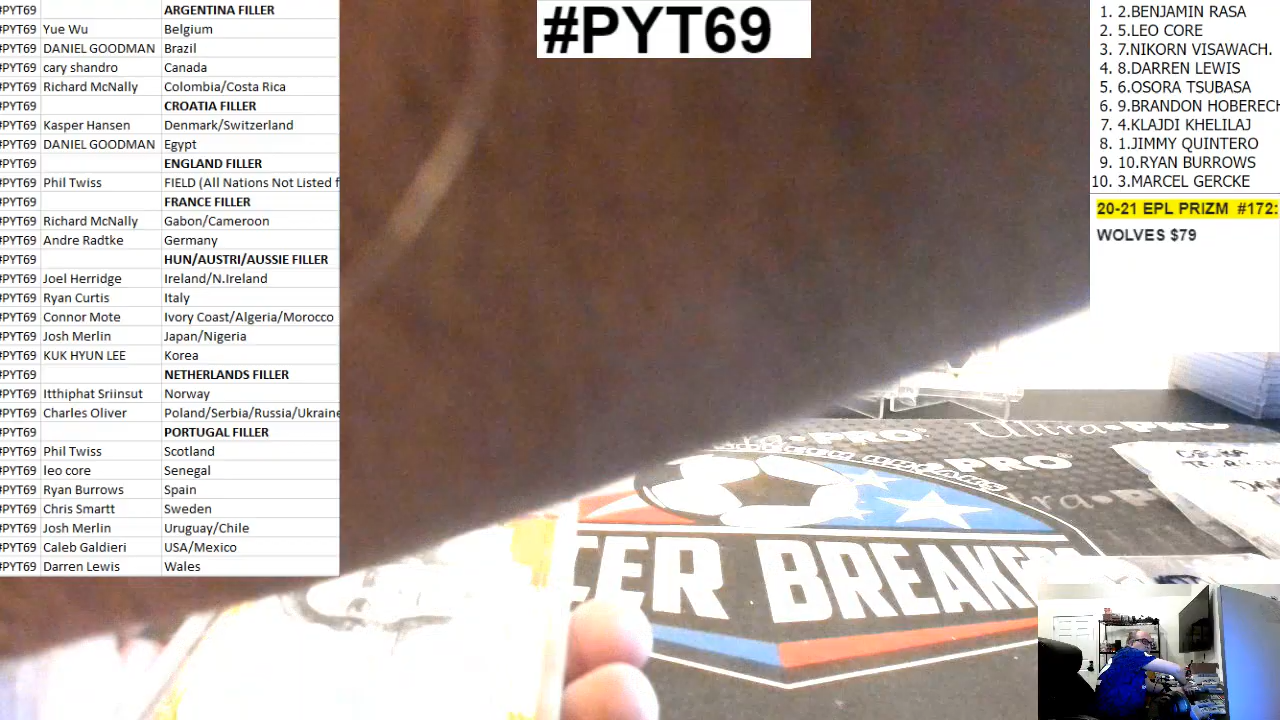 #PYT69 ARGENTINA FILLER
#PYT69 Yue Wu Belgium
#PYT69 DANIEL GOODMAN Brazil
#PYT69 cary shandro Canada
#PYT69 Richard McNally Colombia/Costa Rica
#PYT69 CROATIA FILLER
#PYT69 Kasper Hansen Denmark/Switzerland
#PYT69 DANIEL GOODMAN Egypt
#PYT69 ENGLAND FILLER
#PYT69 Phil Twiss FIELD (All Nations Not Listed f
#PYT69 FRANCE FILLER
#PYT69 Richard McNally Gabon/Cameroon
#PYT69 Andre Radtke Germany
#PYT69 HUN/AUSTRI/AUSSIE FILLER
#PYT69 Joel Herridge Ireland/N.Ireland
#PYT69 Ryan Curtis Italy
#PYT69 Connor Mote Ivory Coast/Algeria/Morocco
#PYT69 Josh Merlin Japan/Nigeria
#PYT69 KUK HYUN LEE Korea
#PYT69 NETHERLANDS FILLER
#PYT69 Itthiphat Sriinsut Norway
#PYT69 Charles Oliver Poland/Serbia/Russia/Ukraine
#PYT69 PORTUGAL FILLER
#PYT69 Phil Twiss Scotland
#PYT69 leo core Senegal
#PYT69 Ryan Burrows Spain
#PYT69 Chris Smartt Sweden
#PYT69 Josh Merlin Uruguay/Chile
#PYT69 Caleb Galdieri USA/Mexico
#PYT69 Darren Lewis Wales
#PYT69
1. 2.BENJAMIN RASA
2. 5.LEO CORE
3. 7.NIKORN VISAWACH.
4. 8.DARREN LEWIS
5. 6.OSORA TSUBASA
6. 9.BRANDON HOBERECH
7. 4.KLAJDI KHELILAJ
8. 1.JIMMY QUINTERO
9. 10.RYAN BURROWS
10. 3.MARCEL GERCKE
20-21 EPL PRIZM #172:
WOLVES $79
PRO Ultra PRO
PRO
CER BREAKE